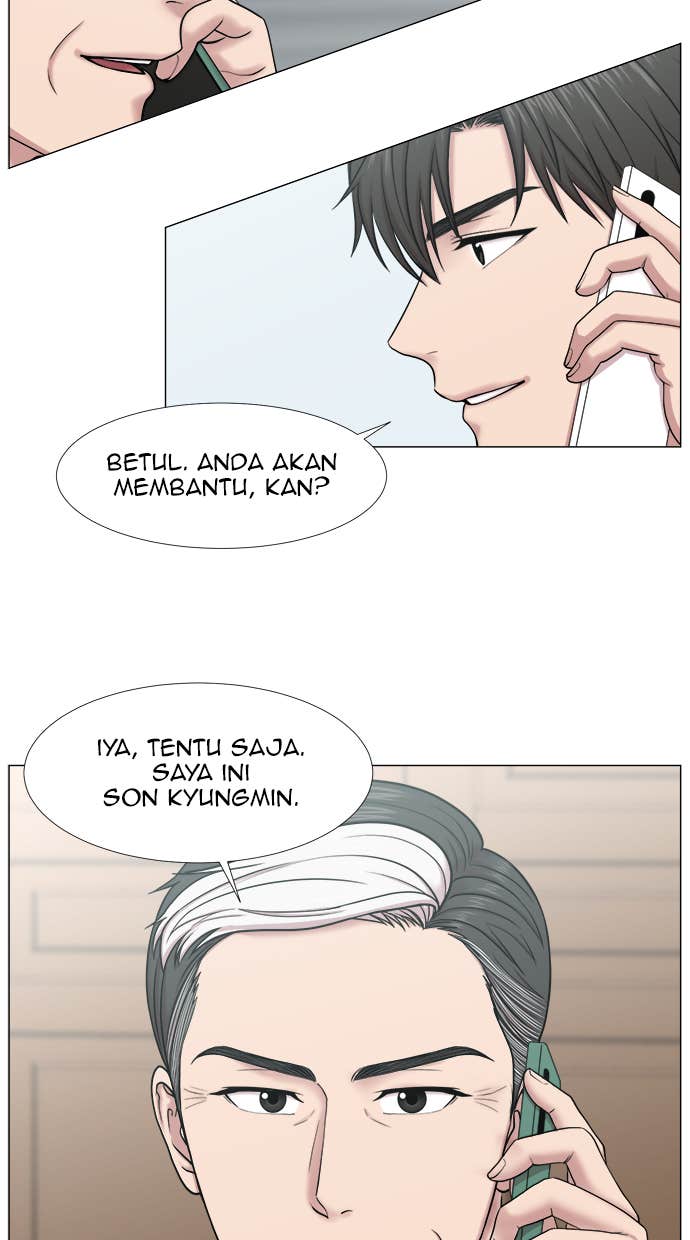 BETUL. ANDA AKAN
MEMBANTU, KAN?
IYA, TENTU SAJA.
SAYA INI
SON KYUNGMIN.